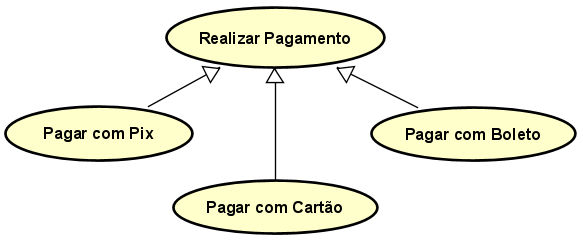 Realizar Pagamento
Pagar com Pix
Pagar com Boleto
Pagar com Cartão